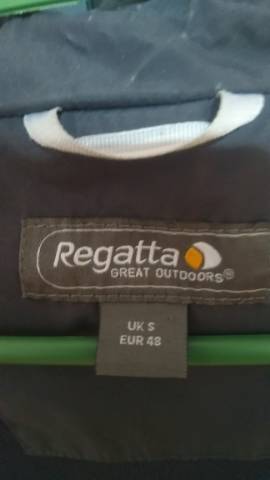 Regatta
GREAT OUTDOORS®
UK S
EUR 48